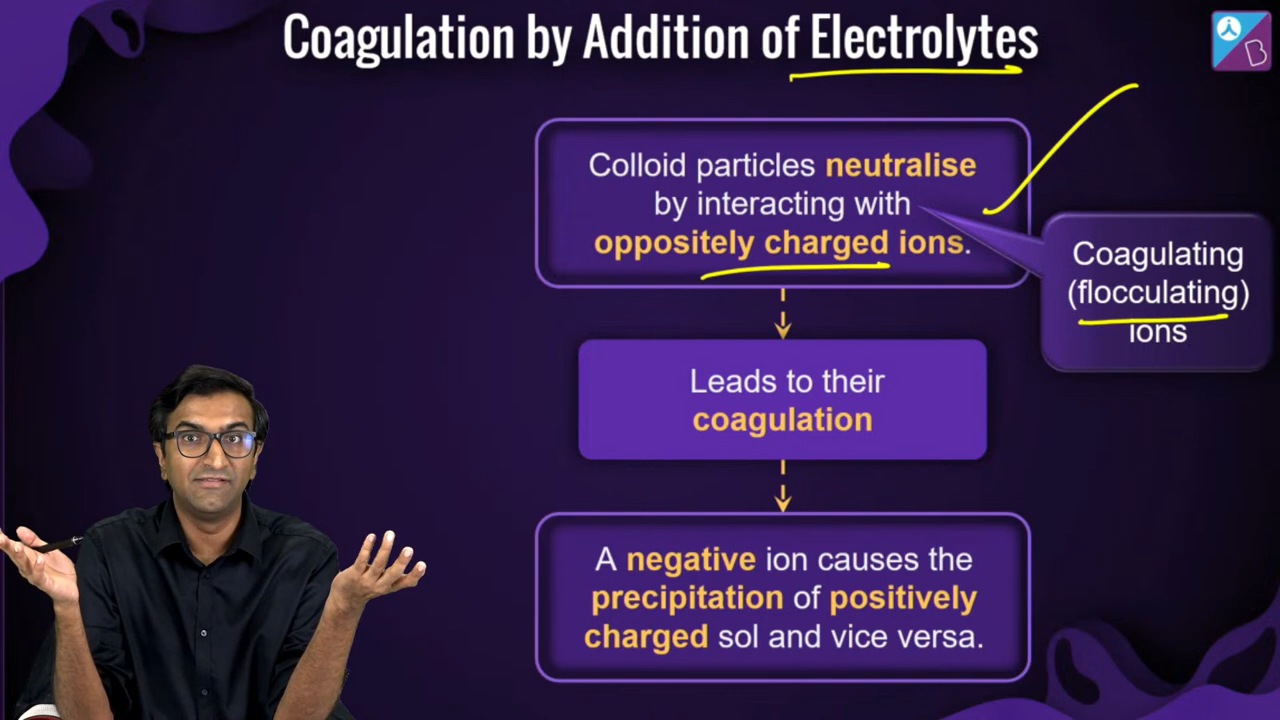 Coagulation by Addition of Electrolytes
Colloid particles neutralise
by interacting with
oppositely charged ions.
Coagulating
(flocculating)
ions
Leads to their
coagulation
A negative ion causes the
precipitation of positively
charged sol and vice versa.
B